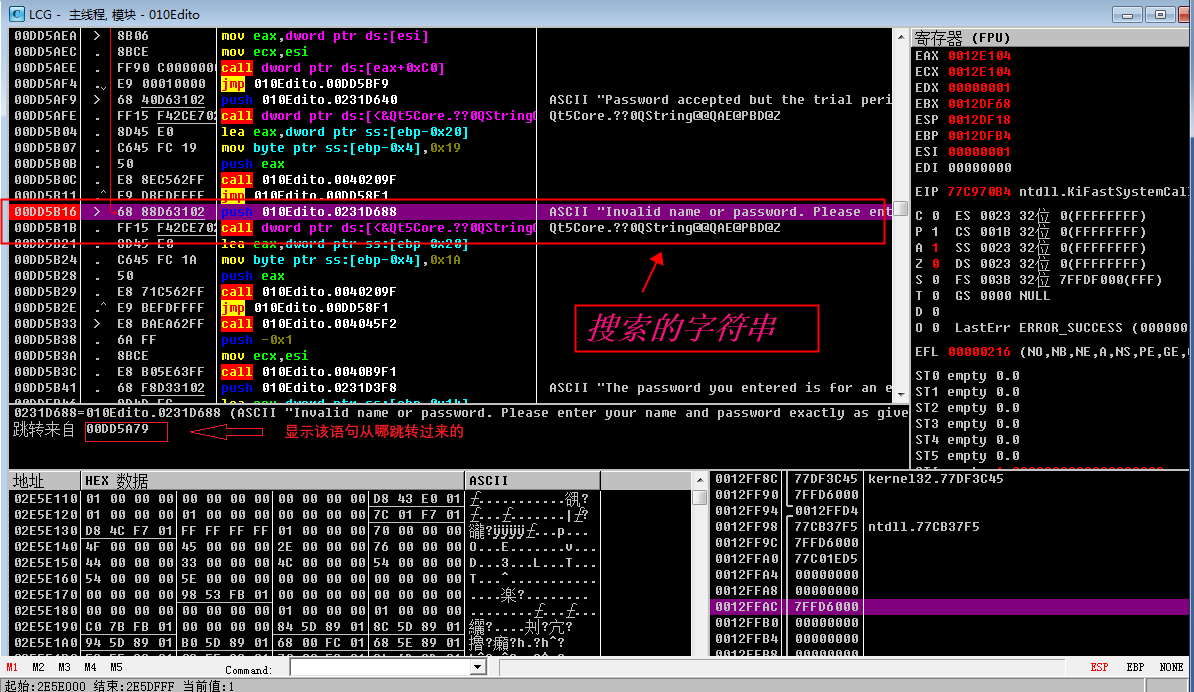 LCG - 主线程, 模块 - 010Edito
00DD5AEA > 8B06 mov eax,dword ptr ds:[esi]
00DD5AEC . 8BCE mov ecx,esi
00DD5AEE . FF90 C0000000 call dword ptr ds:[eax+0xC0]
00DD5AF4 . E9 00010000 jmp 010Edito.00DD5BF9
00DD5AF9 > 68 40D63102 push 010Edito.0231D640 ASCII "Password accepted but the trial peri
00DD5AFE . FF15 F42CE702 call dword ptr ds:[<&Qt5Core.??0QString@ Qt5Core.??0QString@@QAE@PBD@Z
00DD5B04 . 8D45 E0 lea eax,dword ptr ss:[ebp-0x20]
00DD5B07 . C645 FC 19 mov byte ptr ss:[ebp-0x4],0x19
00DD5B0B . 50 push eax
00DD5B0C . E8 8EC562FF call 010Edito.0040209F
00DD5B11 .^ E9 DBFDFFFF jmp 010Edito.00DD58F1
00DD5B16 > 68 88D63102 push 010Edito.0231D688 ASCII "Invalid name or password. Please ent
00DD5B1B . FF15 F42CE702 call dword ptr ds:[<&Qt5Core.??0QString@ Qt5Core.??0QString@@QAE@PBD@Z
00DD5B21 . 8D45 E0 lea eax,dword ptr ss:[ebp-0x20]
00DD5B24 . C645 FC 1A mov byte ptr ss:[ebp-0x4],0x1A
00DD5B28 . 50 push eax
00DD5B29 . E8 71C562FF call 010Edito.0040209F
00DD5B2E .^ E9 BEFDFFFF jmp 010Edito.00DD58F1
00DD5B33 > E8 BAEA62FF call 010Edito.004045F2
00DD5B38 . 6A FF push -0x1
00DD5B3A . 8BCE mov ecx,esi
00DD5B3C . E8 B05E63FF call 010Edito.0040B9F1
00DD5B41 . 68 F8D33102 push 010Edito.0231D3F8 ASCII "The password you entered is for an e
搜索的字符串
0231D688=010Edito.0231D688 (ASCII "Invalid name or password. Please enter your name and password exactly as give
跳转来自 00DD5A79
显示该语句从哪跳转过来的
寄存器 (FPU)
EAX 0012E104
ECX 0012E104
EDX 00000001
EBX 0012DF68
ESP 0012DF18
EBP 0012DFB4
ESI 00000001
EDI 00000000
EIP 77C970B4 ntdll.KiFastSystemCal
C 0 ES 0023 32位 0(FFFFFFFF)
P 1 CS 001B 32位 0(FFFFFFFF)
A 1 SS 0023 32位 0(FFFFFFFF)
Z 0 DS 0023 32位 0(FFFFFFFF)
S 0 FS 003B 32位 7FFDF000(FFF)
T 0 GS 0000 NULL
D 0
O 0 LastErr ERROR_SUCCESS (000000
EFL 00000216 (NO,NB,NE,A,NS,PE,GE,
ST0 empty 0.0
ST1 empty 0.0
ST2 empty 0.0
ST3 empty 0.0
ST4 empty 0.0
ST5 empty 0.0
地址 HEX 数据 ASCII
02E5E110 01 00 00 00 00 00 00 00 00 00 00 00 D8 43 E0 01
02E5E120 01 00 00 00 01 00 00 00 00 00 00 00 7C 01 F7 01
02E5E130 D8 4C F7 01 FF FF FF FF 01 00 00 00 70 00 00 00
02E5E140 4F 00 00 00 45 00 00 00 2E 00 00 00 76 00 00 00 O...E.......v...
02E5E150 44 00 00 00 33 00 00 00 4C 00 00 00 54 00 00 00 D...3...L...T...
02E5E160 54 00 00 00 5E 00 00 00 00 00 00 00 00 00 00 00 T...^...........
02E5E170 00 00 00 00 98 53 FB 01 00 00 00 00 00 00 00 00
02E5E180 00 00 00 00 00 00 00 00 01 00 00 00 01 00 00 00
02E5E190 C0 7B FB 01 00 00 00 00 84 5D 89 01 8C 5D 89 01
02E5E1A0 94 5D 89 01 B0 5D 89 01 68 00 FC 01 68 5E 89 01
0012FF8C 77DF3C45 kernel32.77DF3C45
0012FF90 7FFD6000
0012FF94 0012FFD4
0012FF98 77CB37F5 ntdll.77CB37F5
0012FF9C 7FFD6000
0012FFA0 77C01ED5
0012FFA4 00000000
0012FFA8 00000000
0012FFAC 7FFD6000
0012FFB0 00000000
0012FFB4 00000000
0012FFB8 00000000
M1 M2 M3 M4 M5 Command: ESP EBP NONE
起始:2E5E000 结束:2E5DFFF 当前值:1